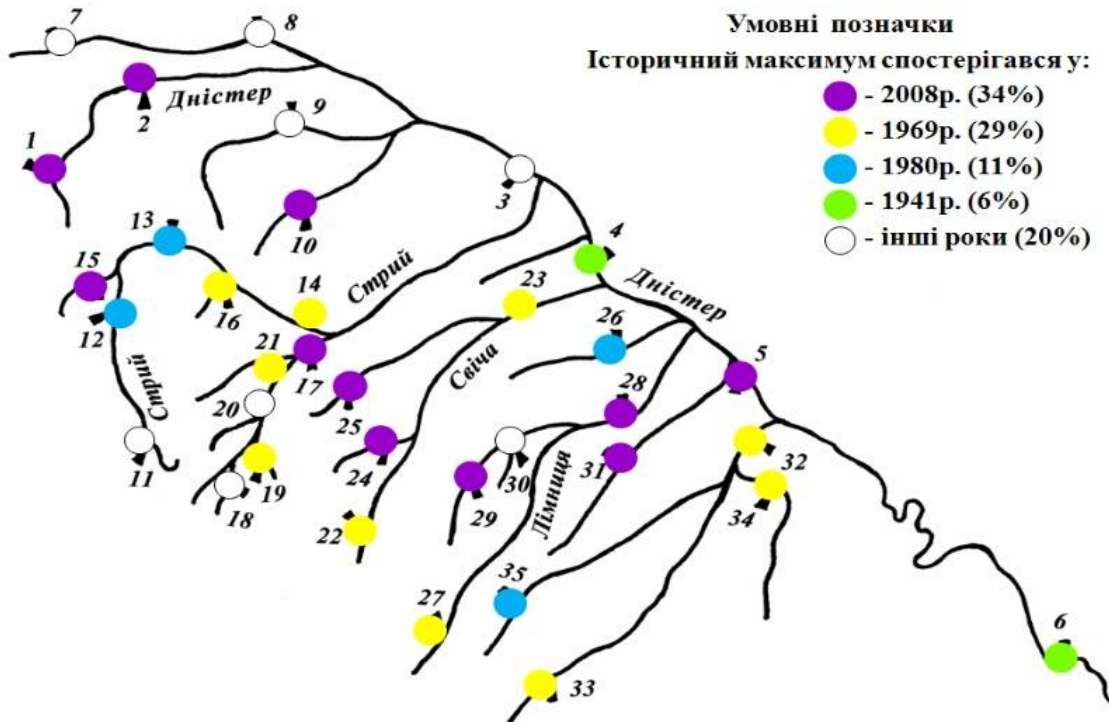 Умовні позначки
Історичний максимум спостерігався у:
- 2008р. (34%)
- 1969р. (29%)
- 1980р. (11%)
- 1941р. (6%)
- інші роки (20%)
7
8
Дністер
2
9
1
3
10
13
4
15
Стрий
23
Дністер
14
16
26
12
21
5
17
Свіча
28
Стрий
20
25
32
11
24
31
30
19
18
29
Лімниця
34
22
35
27
6
33